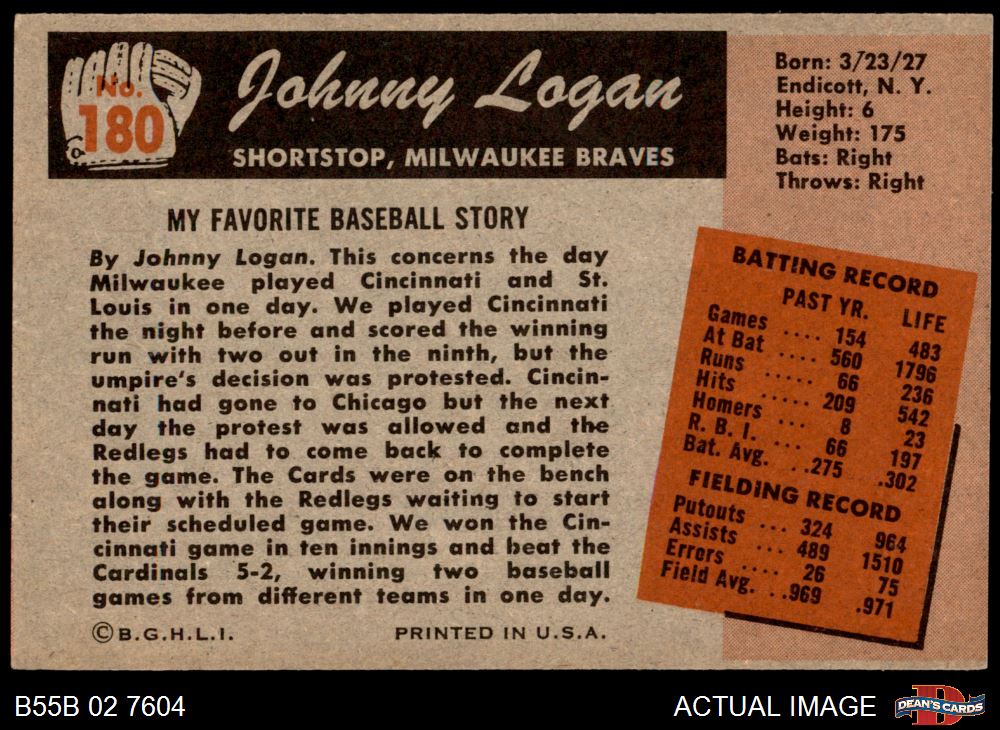 No.
180
Johnny Logan
SHORTSTOP, MILWAUKEE BRAVES
Born: 3/23/27
Endicott, N. Y.
Height: 6
Weight: 175
Bats: Right
Throws: Right
MY FAVORITE BASEBALL STORY
By Johnny Logan. This concerns the day
Milwaukee played Cincinnati and St.
Louis in one day. We played Cincinnati
the night before and scored the winning
run with two out in the ninth, but the
umpire's decision was protested. Cincin-
nati had gone to Chicago but the next
day the protest was allowed and the
Redlegs had to come back to complete
the game. The Cards were on the bench
along with the Redlegs waiting to start
their scheduled game. We won the Cin-
cinnati game in ten innings and beat the
Cardinals 5-2, winning two baseball
games from different teams in one day.
BATTING RECORD
PAST YR. LIFE
Games .... 154 483
At Bat .... 560 1796
Runs ..... 66 236
Hits ..... 209 542
Homers ... 8 23
R. B. I. ... 66 197
Bat. Avg. ..275 .302
FIELDING RECORD
Putouts ... 324 964
Assists ... 489 1510
Errors .... 26 75
Field Avg. ..969 .971
© B.G.H.L.I. PRINTED IN U.S.A.
B55B 02 7604 ACTUAL IMAGE DEAN'S CARDS